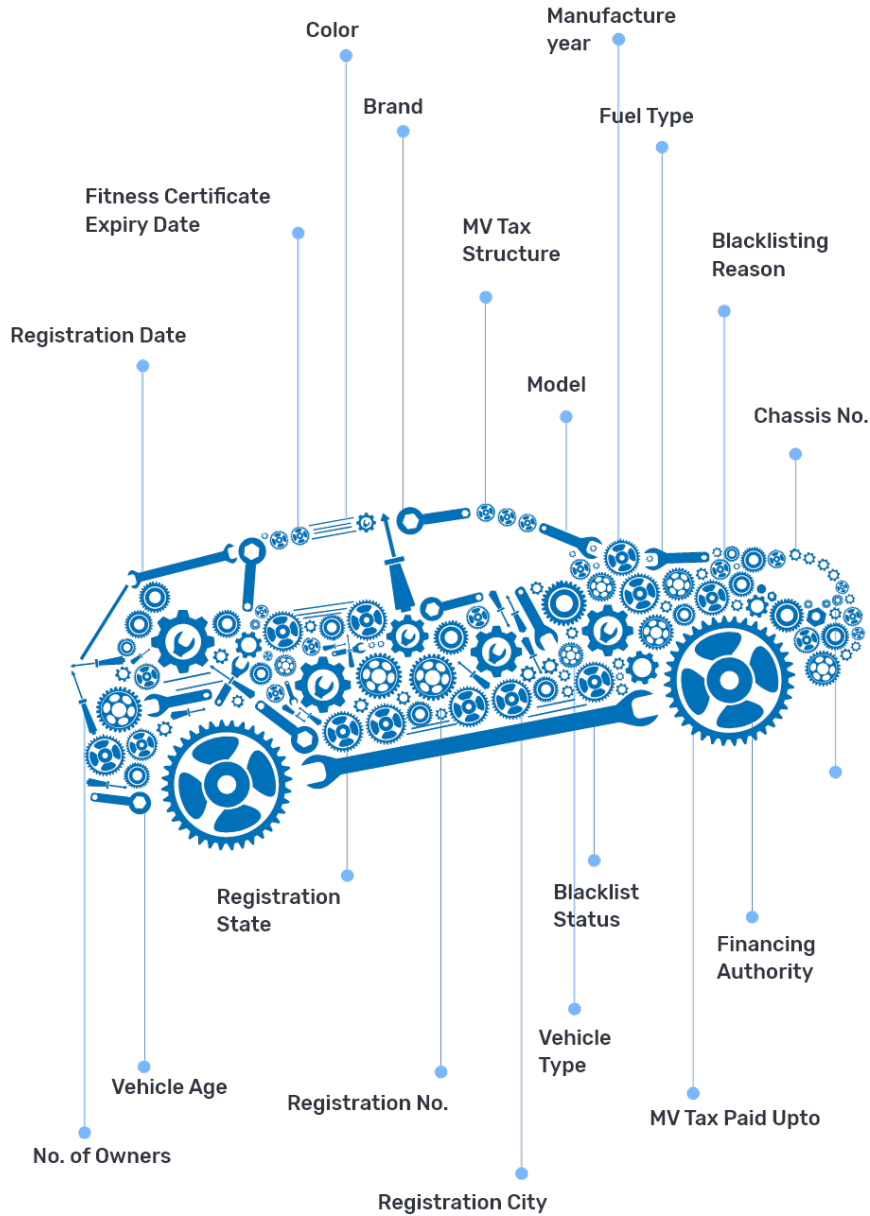 Manufacture
year
Color
Brand
Fuel Type
Fitness Certificate
Expiry Date
MV Tax
Structure
Blacklisting
Reason
Registration Date
Model
Chassis No.
Registration
State
Blacklist
Status
Financing
Authority
Vehicle
Type
Vehicle Age
Registration No.
MV Tax Paid Upto
No. of Owners
Registration City